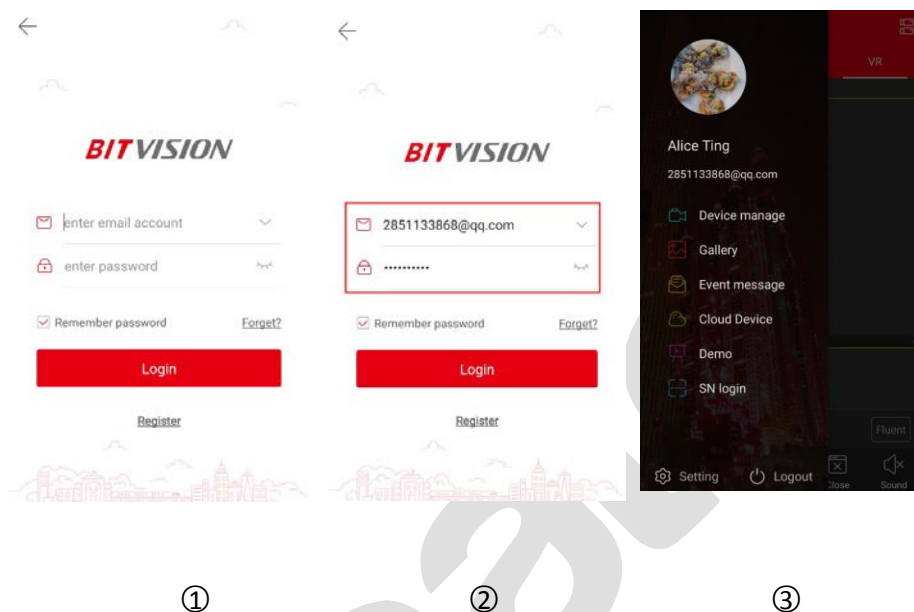 BITVISION
enter email account
enter password
Remember password Forget?
Login
Register
BITVISION
2851133868@qq.com
••••••••••
Remember password Forget?
Login
Register
VR
Alice Ting
2851133868@qq.com
Device manage
Gallery
Event message
Cloud Device
Demo
SN login
Fluent
Setting Logout Close Sound
① ② ③